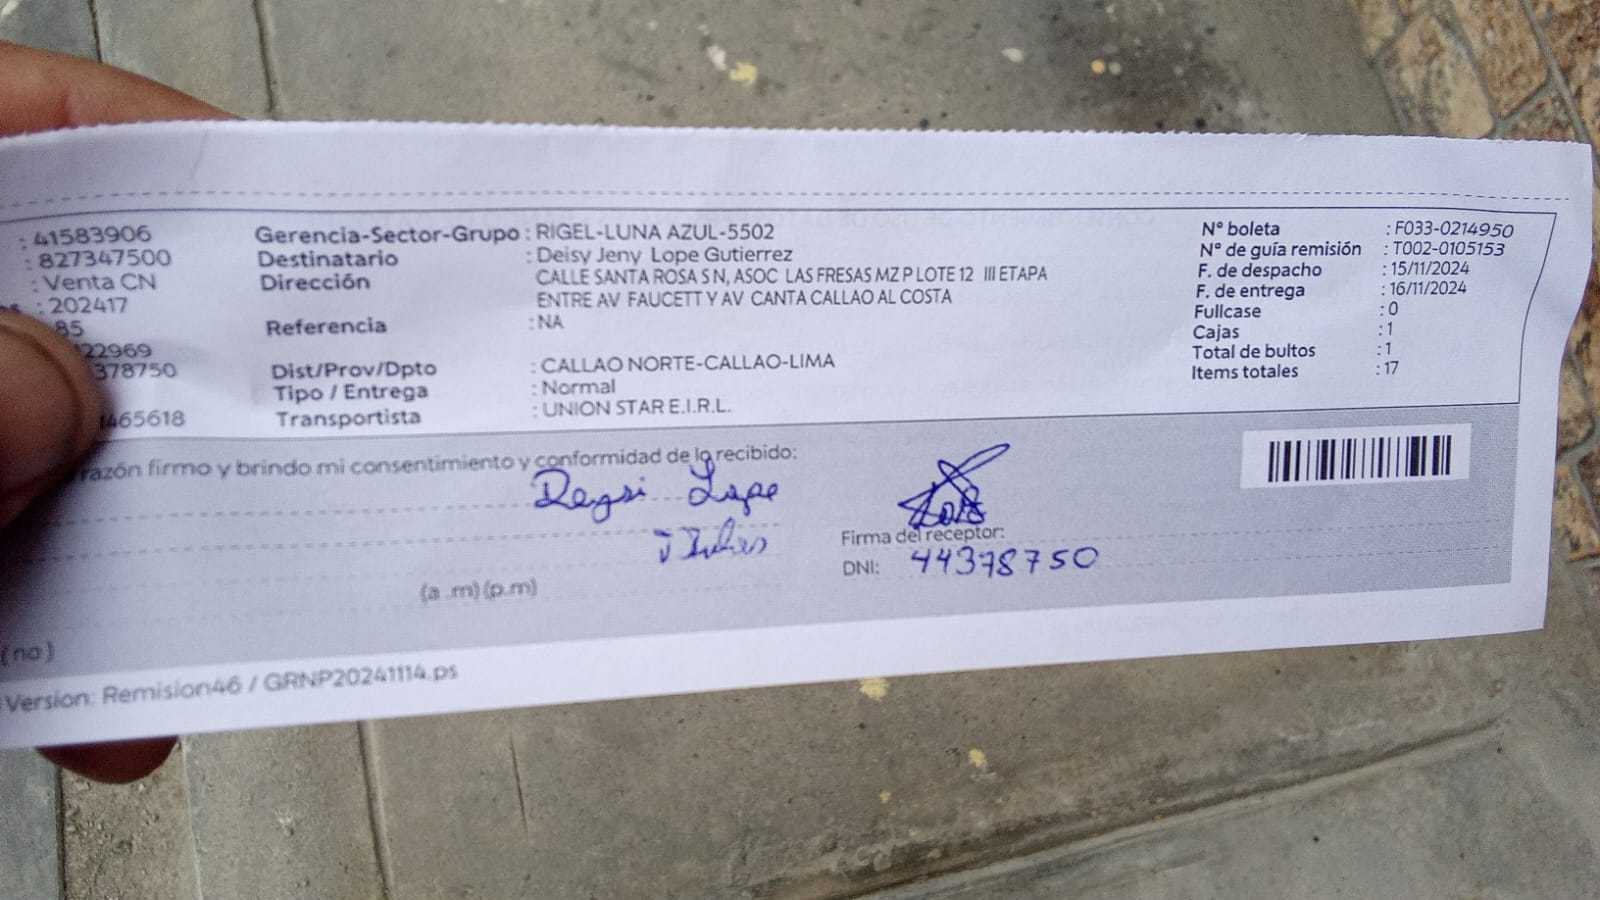 : 41583906 Gerencia-Sector-Grupo : RIGEL-LUNA AZUL-5502 N° boleta : F033-0214950
: 827347500 Destinatario : Deisy Jeny Lope Gutierrez N° de guía remisión : T002-0105153
: Venta CN Dirección : CALLE SANTA ROSA S N, ASOC LAS FRESAS MZ P LOTE 12 III ETAPA F. de despacho : 15/11/2024
: 202417 ENTRE AV FAUCETT Y AV CANTA CALLAO AL COSTA F. de entrega : 16/11/2024
85 Referencia : NA Fullcase : 0
22969 Cajas : 1
378750 Dist/Prov/Dpto : CALLAO NORTE-CALLAO-LIMA Total de bultos : 1
Tipo / Entrega : Normal Items totales : 17
465618 Transportista : UNION STAR E.I.R.L.
razón firmo y brindo mi consentimiento y conformidad de lo recibido:
Lope
Firma del receptor:
DNI: 44378750
(a .m) (p.m)
(no)
Version: Remision46 / GRNP20241114.ps